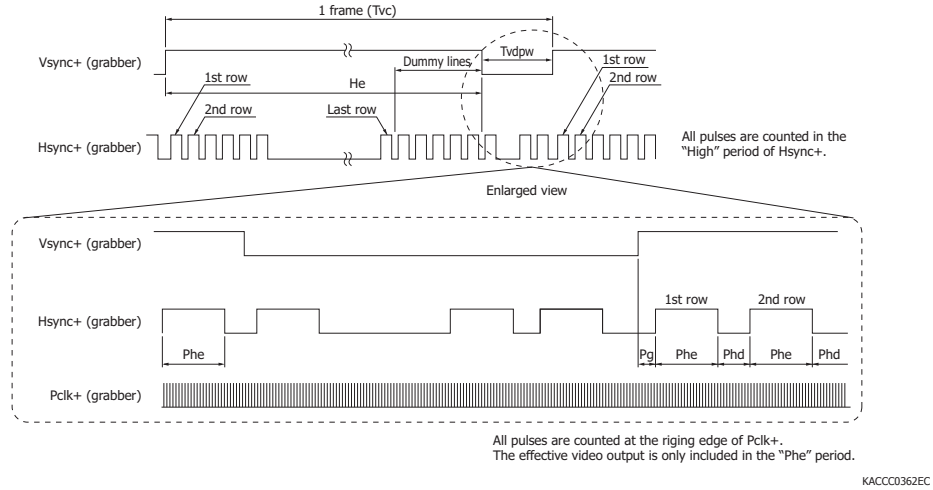 1 frame (Tvc)
Vsync+ (grabber)
Dummy lines
Tvdpw
1st row
2nd row
He
1st row
2nd row
Last row
Hsync+ (grabber)
All pulses are counted in the
“High” period of Hsync+.
Enlarged view
Vsync+ (grabber)
Hsync+ (grabber)
1st row
2nd row
Phe
Pg
Phe
Phd
Phe
Phd
Pclk+ (grabber)
All pulses are counted at the riging edge of Pclk+.
The effective video output is only included in the “Phe” period.
KACCC0362EC